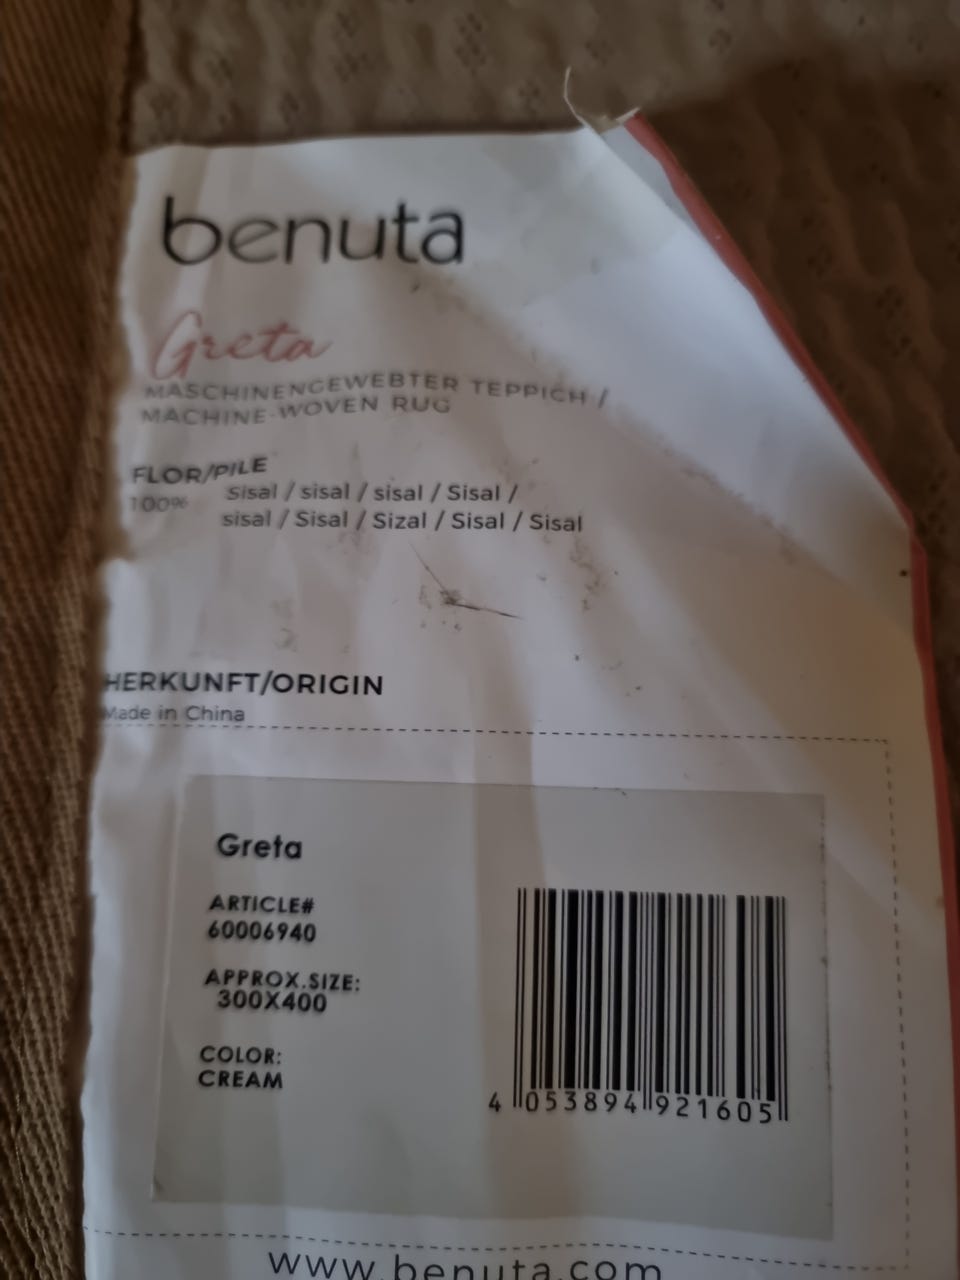 benuta
Greta
MASCHINENGEWEBTER TEPPICH /
MACHINE-WOVEN RUG
FLOR/PILE
100% Sisal / sisal / sisal / Sisal /
sisal / Sisal / Sizal / Sisal / Sisal
HERKUNFT/ORIGIN
Made in China
Greta
ARTICLE#
60006940
APPROX.SIZE:
300X400
COLOR:
CREAM
4 053894 921605
www.benuta.com